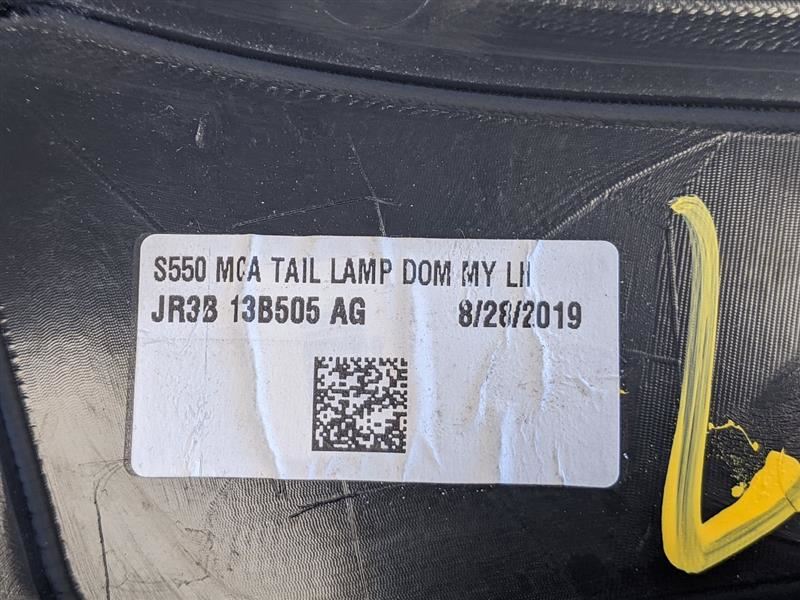 S550 MCA TAIL LAMP DOM MY LH
JR3B 13B505 AG 8/28/2019
L